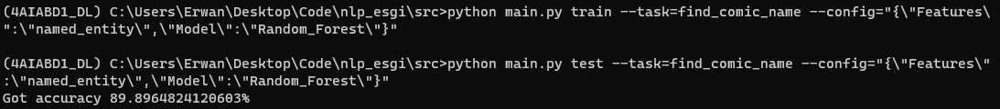 (4AIABD1_DL) C:\Users\Erwan\Desktop\Code\nlp_esgi\src>python main.py train --task=find_comic_name --config="{\"Features\
":\"named_entity\",\"Model\":\"Random_Forest\"}"
(4AIABD1_DL) C:\Users\Erwan\Desktop\Code\nlp_esgi\src>python main.py test --task=find_comic_name --config="{\"Features\"
:\"named_entity\",\"Model\":\"Random_Forest\"}"
Got accuracy 89.8964824120603%